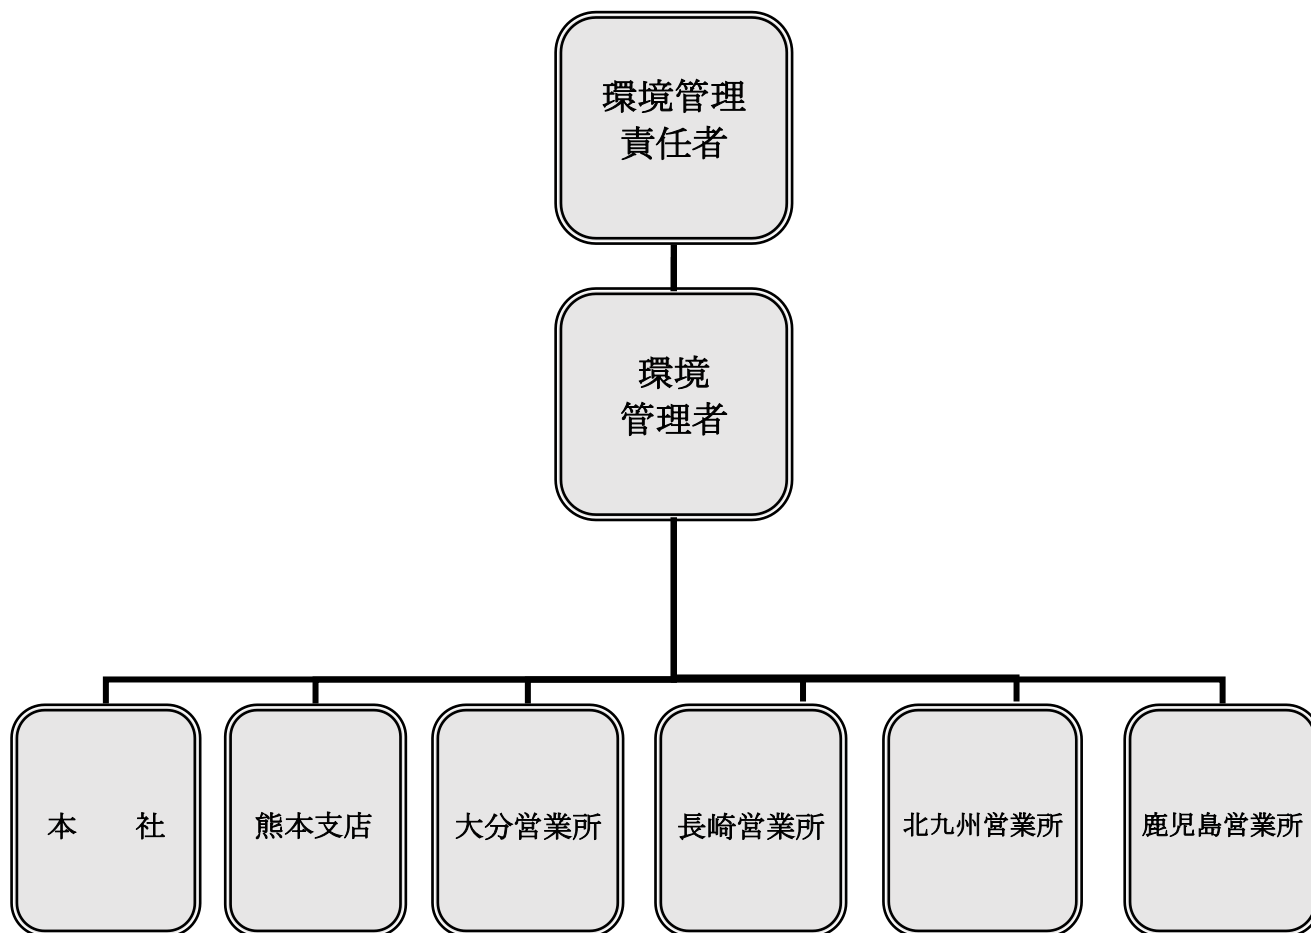 環境管理
責任者
環境
管理者
本　　社
熊本支店
大分営業所
長崎営業所
北九州営業所
鹿児島営業所